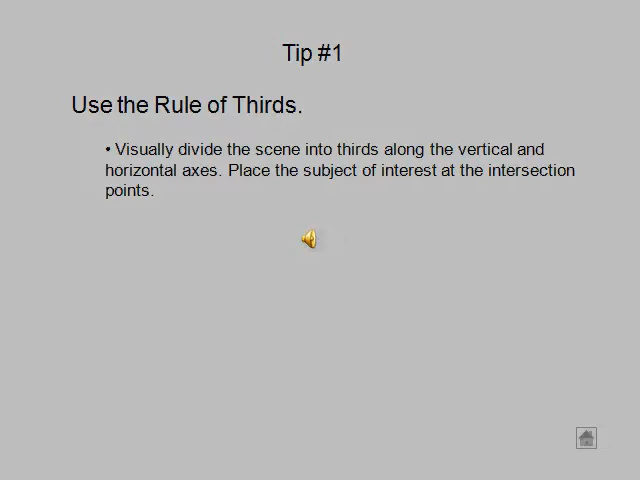 Tip #1
Use the Rule of Thirds.
• Visually divide the scene into thirds along the vertical and
horizontal axes. Place the subject of interest at the intersection
points.